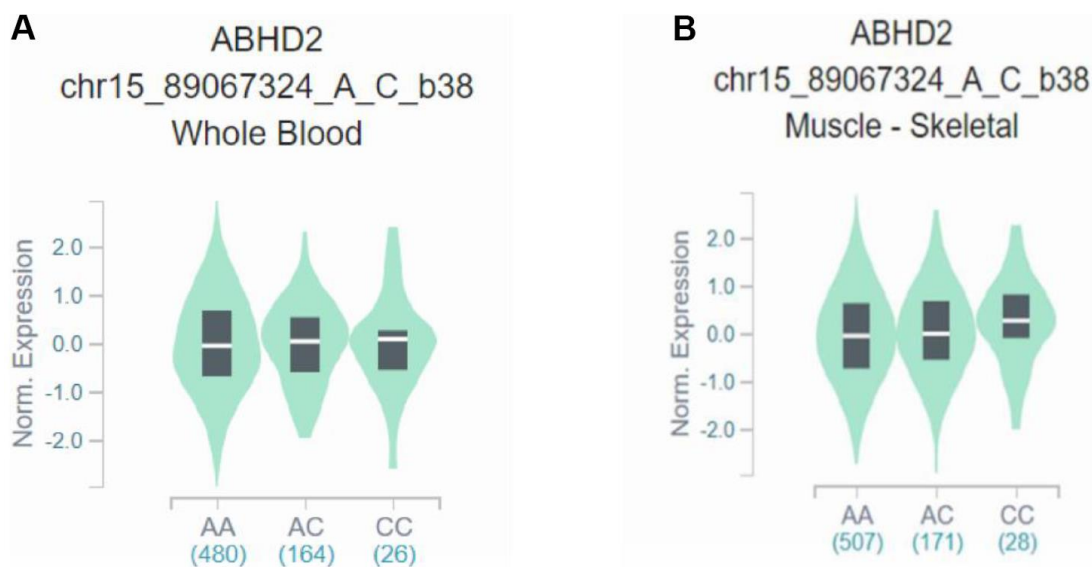 A
ABHD2
chr15_89067324_A_C_b38
Whole Blood
Norm. Expression
2.0
1.0
0.0
-1.0
-2.0
AA AC CC
(480) (164) (26)
B
ABHD2
chr15_89067324_A_C_b38
Muscle - Skeletal
Norm. Expression
2.0
1.0
0.0
-1.0
-2.0
AA AC CC
(507) (171) (28)